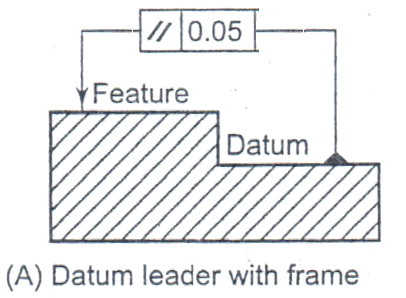 // 0.05
Feature
Datum
(A) Datum leader with frame